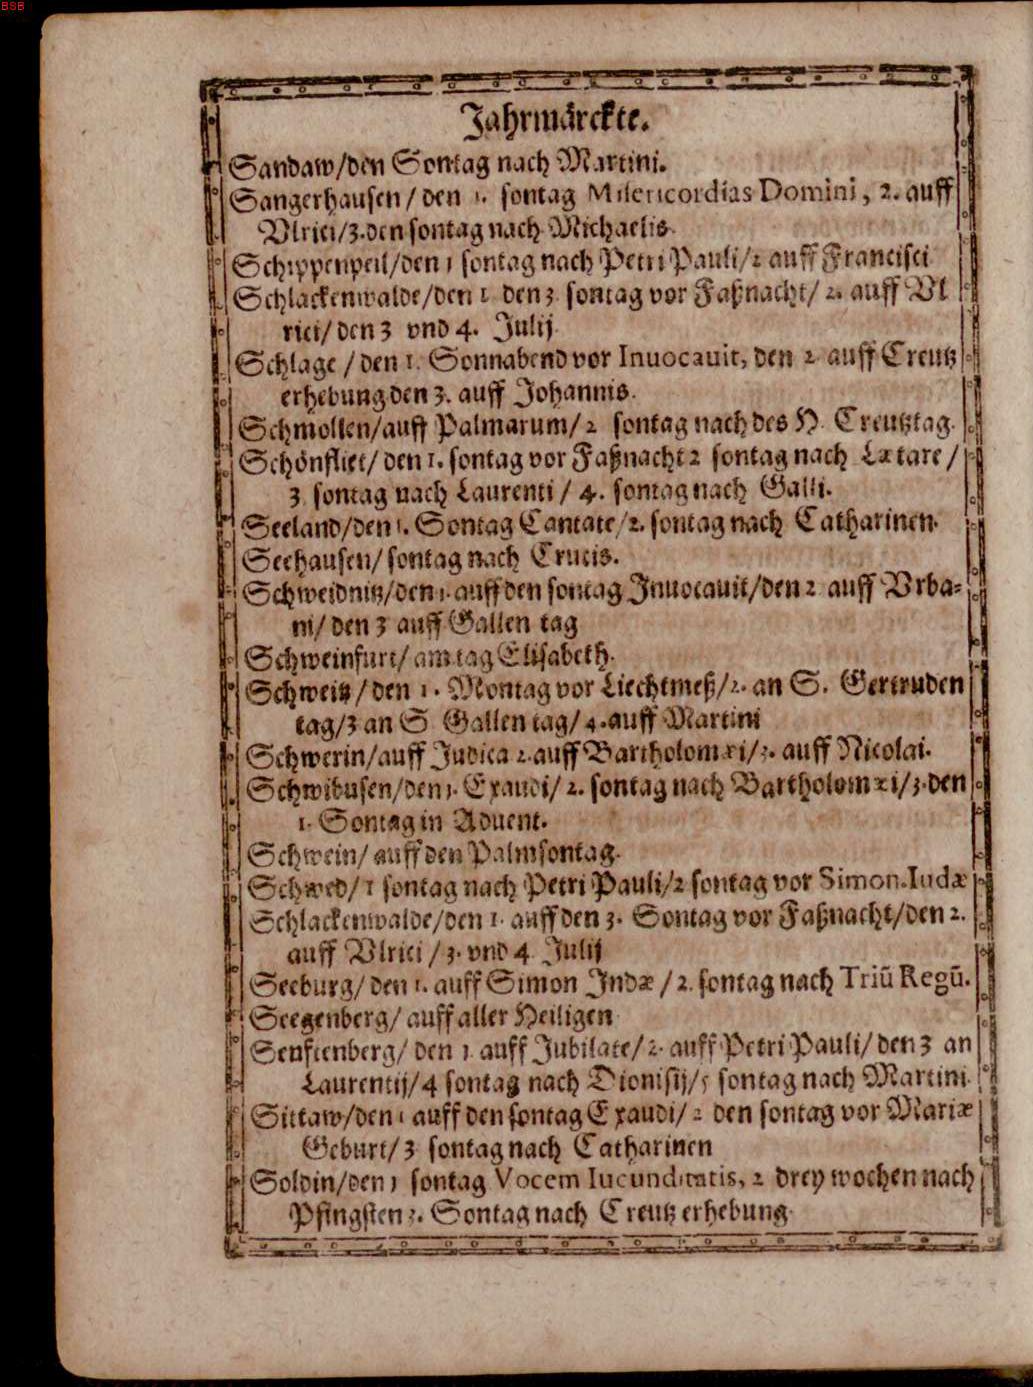 BSB
Jahrmärckte.
Sandaw/den Sontag nach Martini.
Sangerhausen / den 1. sontag Misericordias Domini, 2. auff
Vlrici/3. den sontag nach Michaelis.
Schippenpeil/den 1 sontag nach Petri Pauli/2 auff Francisci
Schlackenwalde/den 1 den 3. sontag vor Faßnacht/ 2. auff Vl
rici/ den 3 vnd 4. Julij.
Schlage / den 1. Sonnabend vor Inuocauit, den 2 auff Creutz
erhebung den 3. auff Johannis.
Schmöllen/auff Palmarum/ 2 sontag nach des H. Creutztag.
Schönfliet/ den 1. sontag vor Faßnacht 2 sontag nach Lætare /
3 sontag nach Laurenti / 4. sontag nach Galli.
Seeland/den 1. Sontag Cantate/2. sontag nach Catharinen.
Seehausen/ sontag nach Crucis.
Schweidnitz/den 1. auff den sontag Inuocauit/den 2 auff Vrba-
ni/ den 3 auff Gallen tag
Schweinfurt/ am tag Elisabeth.
Schweitz/ den 1. Montag vor Liechtmeß/2. an S. Gertruden
tag/3 an S Gallen tag/ 4. auff Martini
Schwerin/auff Judica 2. auff Bartholomæi/3. auff Nicolai.
Schwibusen/den 1. Exaudi/ 2. sontag nach Bartholomæi/3. den
1. Sontag in Aduent.
Schwein/ auff den Palmsontag.
Schwed/ 1 sontag nach Petri Pauli/2 sontag vor Simon. Iudæ
Schlackenwalde/den 1. auff den 3. Sontag vor Faßnacht/den 2.
auff Vlrici / 3. vnd 4 Julij
Seeburg/ den 1. auff Simon Judæ / 2. sontag nach Triū Regū.
Seegenberg/ auff aller Heiligen
Senftenberg/ den 1 auff Jubilate/ 2. auff Petri Pauli/ den 3 an
Laurentij/4 sontag nach Dionisij/5 sontag nach Martini.
Sittaw/den 1 auff den sontag Exaudi/ 2 den sontag vor Mariæ
Geburt/ 3 sontag nach Catharinen
Soldin/den 1 sontag Vocem Iucunditatis, 2 drey wochen nach
Pfingsten 3. Sontag nach Creutz erhebung.